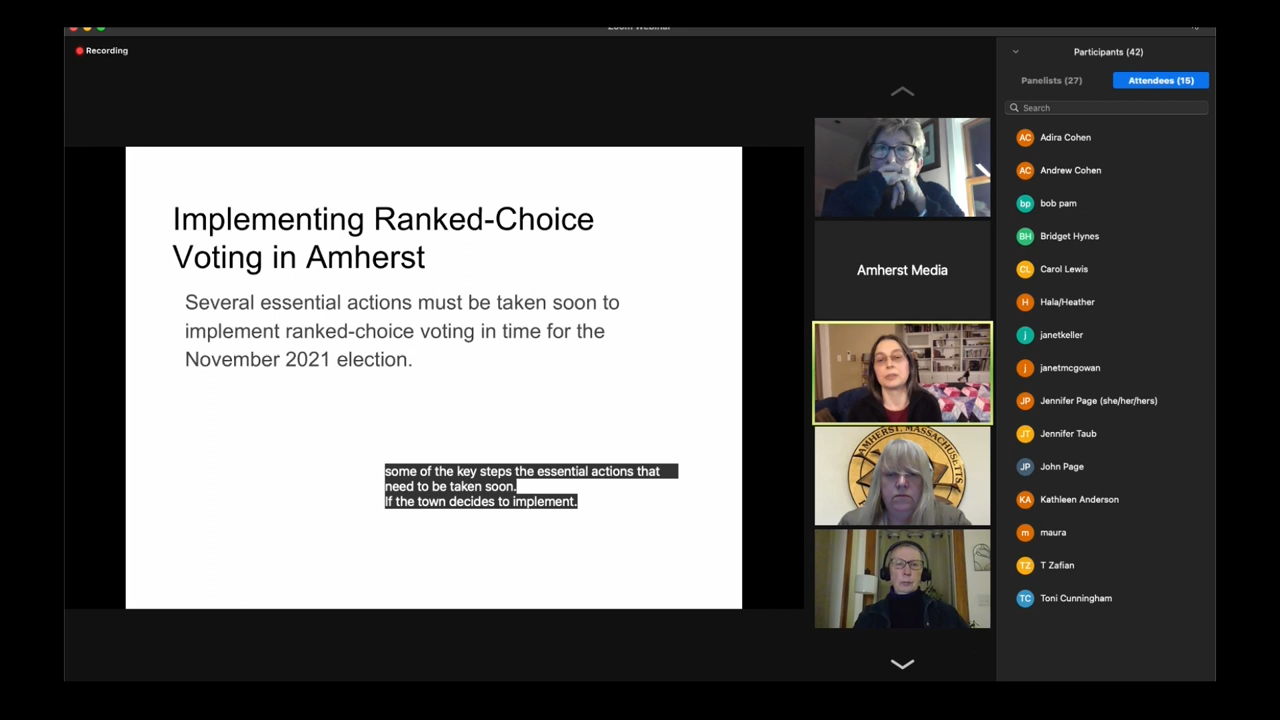 Zoom Webinar
Recording
Implementing Ranked-Choice
Voting in Amherst
Several essential actions must be taken soon to
implement ranked-choice voting in time for the
November 2021 election.
some of the key steps the essential actions that
need to be taken soon.
If the town decides to implement.
Amherst Media
AMHERST, MASSACHUSETTS
Participants (42)
Panelists (27)
Attendees (15)
Search
AC Adira Cohen
AC Andrew Cohen
bp bob pam
BH Bridget Hynes
CL Carol Lewis
H Hala/Heather
j janetkeller
j janetmcgowan
JP Jennifer Page (she/her/hers)
JT Jennifer Taub
JP John Page
KA Kathleen Anderson
m maura
TZ T Zafian
TC Toni Cunningham